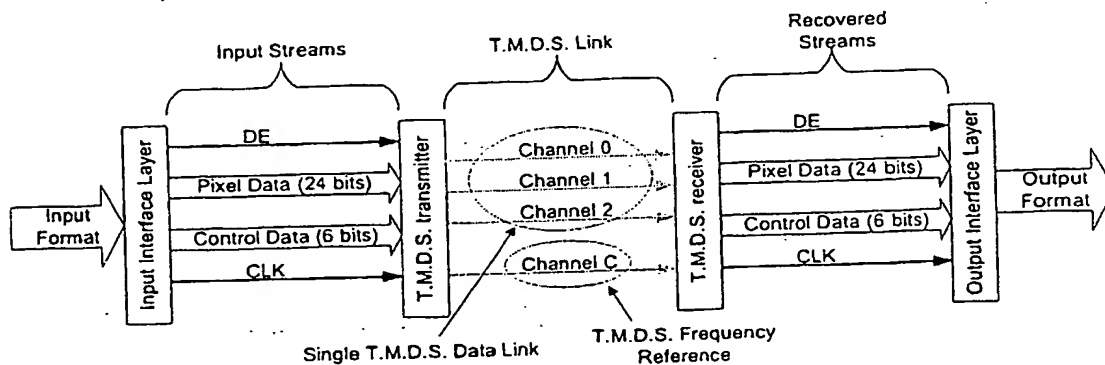 Input Streams
T.M.D.S. Link
Recovered
Streams
Input
Format
Input Interface Layer
DE
Pixel Data (24 bits)
Control Data (6 bits)
CLK
T.M.D.S. transmitter
Channel 0
Channel 1
Channel 2
Channel C
T.M.D.S. receiver
DE
Pixel Data (24 bits)
Control Data (6 bits)
CLK
Output Interface Layer
Output
Format
Single T.M.D.S. Data Link
T.M.D.S. Frequency
Reference